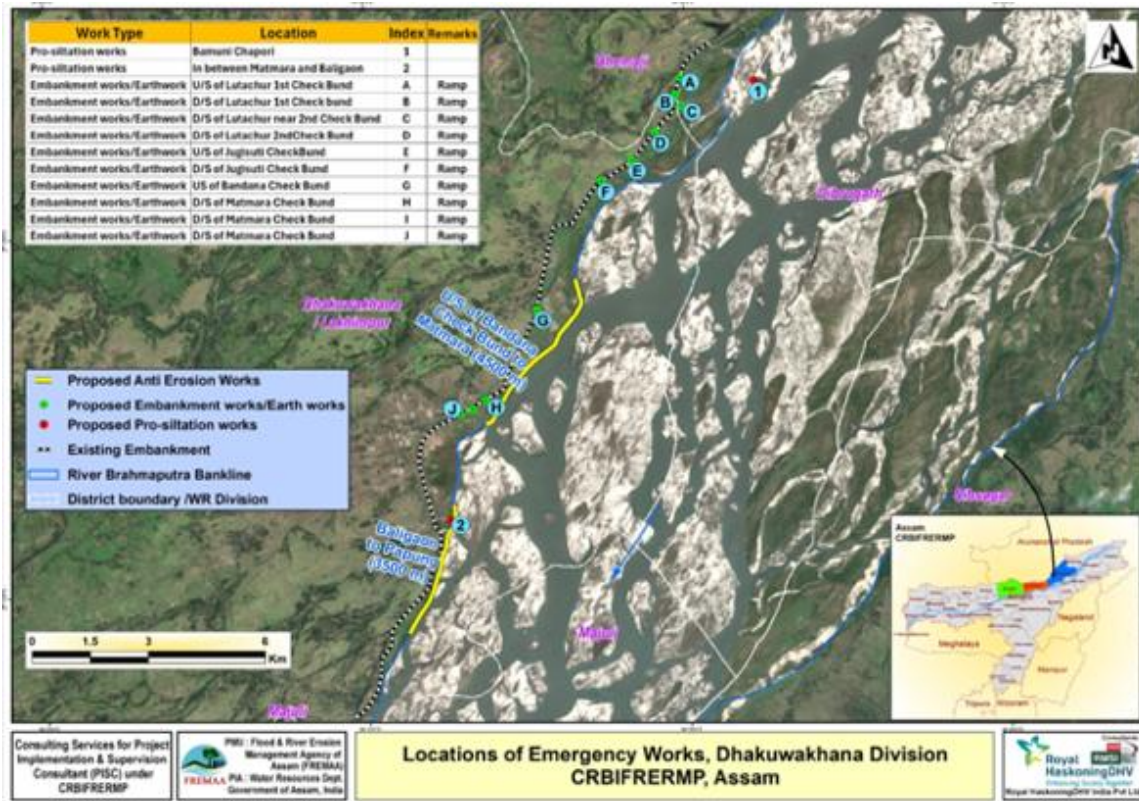 Work Type Location Index Remarks
Pro-siltation works Bamuni Chapori 1
Pro-siltation works In between Matmara and Baligaon 2
Embankment works/Earthwork U/S of Lutachur 1st Check Bund A Ramp
Embankment works/Earthwork D/S of Lutachur 1st Check bund B Ramp
Embankment works/Earthwork D/S of Lutachur near 2nd Check Bund C Ramp
Embankment works/Earthwork D/S of Lutachur 2ndCheck Bund D Ramp
Embankment works/Earthwork U/S of Jugisuti CheckBund E Ramp
Embankment works/Earthwork D/S of Jugisuti Check Bund F Ramp
Embankment works/Earthwork US of Bandana Check Bund G Ramp
Embankment works/Earthwork D/S of Matmara Check Bund H Ramp
Embankment works/Earthwork D/S of Matmara Check Bund I Ramp
Embankment works/Earthwork D/S of Matmara Check Bund J Ramp
N
Dhemaji
1
A
B
C
D
E
F
Dibrugarh
Dhakuwakhana
/ Lakhimpur
G
U/S of Bandana
Check Bund to
Matmara (4500 m)
J
H
Proposed Anti Erosion Works
Proposed Embankment works/Earth works
Proposed Pro-siltation works
Existing Embankment
River Brahmaputra Bankline
District boundary /WR Division
2
Baligaon
to Papung
(3500 m)
Sibsagar
Majuli
Majuli
0 1.5 3 6
Km
Assam
CRBIFRERMP
Arunachal Pradesh
Nagaland
Meghalaya
Manipur
Tripura Mizoram
Consulting Services for Project
Implementation & Supervision
Consultant (PISC) under
CRBIFRERMP
FREMAA
PMU : Flood & River Erosion
Management Agency of
Assam (FREMAA)
PIA : Water Resources Dept.
Government of Assam, India
Locations of Emergency Works, Dhakuwakhana Division
CRBIFRERMP, Assam
Consultants
Royal
HaskoningDHV
Enhancing Society Together
Royal HaskoningDHV India Pvt Ltd